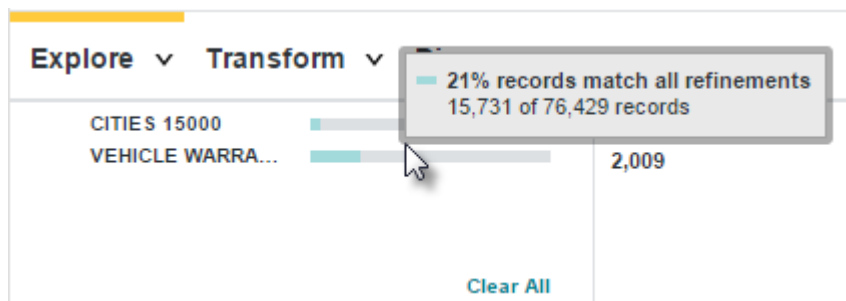 Explore Transform
21% records match all refinements
15,731 of 76,429 records
CITIES 15000
VEHICLE WARRA...
2,009
Clear All